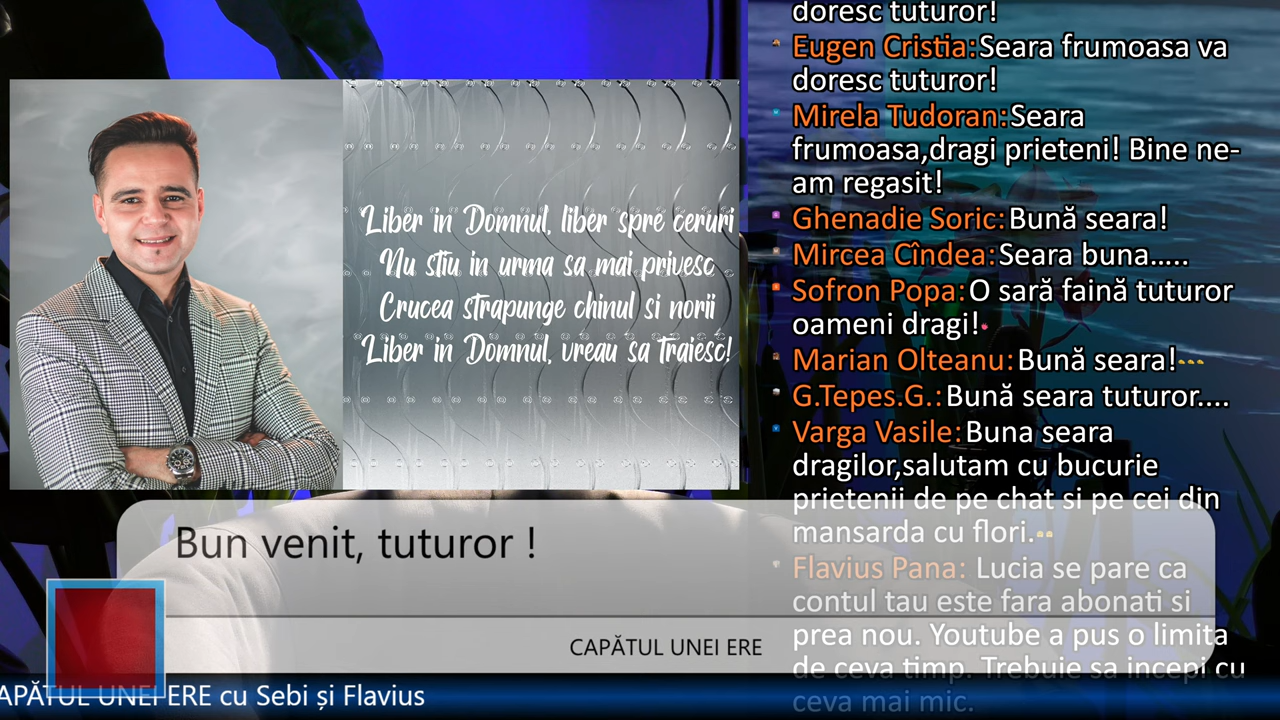 Liber in Domnul, liber spre ceruri
Nu stiu in urma sa mai privesc
Crucea strapunge chinul si norii
Liber in Domnul, vreau sa traiesc!
doresc tuturor!
Eugen Cristia: Seara frumoasa va
doresc tuturor!
Mirela Tudoran: Seara
frumoasa,dragi prieteni! Bine ne-
am regasit!
Ghenadie Soric: Bună seara!
Mircea Cîndea: Seara buna.....
Sofron Popa: O sară faină tuturor
oameni dragi!
Marian Olteanu: Bună seara!
G.Tepes.G.: Bună seara tuturor....
Varga Vasile: Buna seara
dragilor,salutam cu bucurie
prietenii de pe chat si pe cei din
mansarda cu flori.
Flavius Pana: Lucia se pare ca
contul tau este fara abonati si
prea nou. Youtube a pus o limita
de ceva timp. Trebuie sa incepi cu
ceva mai mic.
Bun venit, tuturor !
CAPĂTUL UNEI ERE
APĂTUL UNEI ERE cu Sebi și Flavius